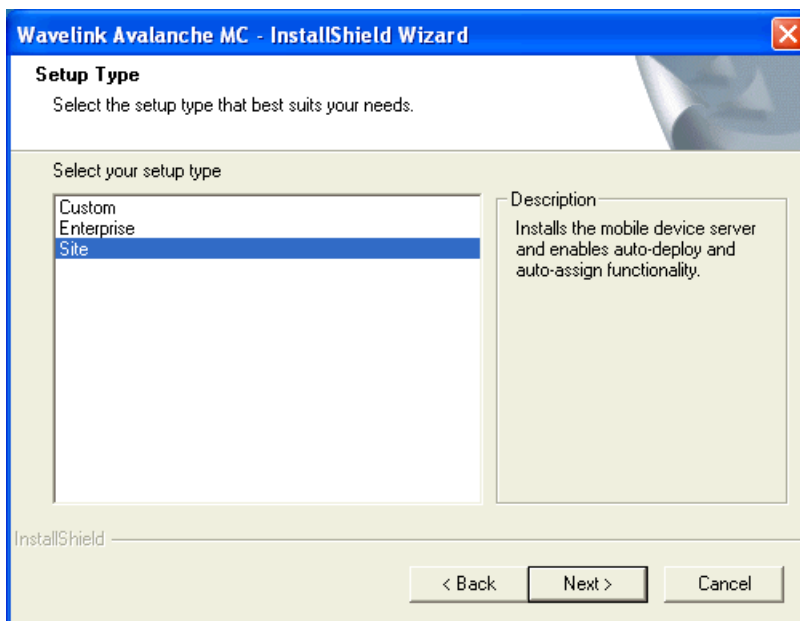 Wavelink Avalanche MC - InstallShield Wizard
Setup Type
Select the setup type that best suits your needs.
Select your setup type
Custom
Enterprise
Site
Description
Installs the mobile device server
and enables auto-deploy and
auto-assign functionality.
InstallShield
< Back
Next >
Cancel